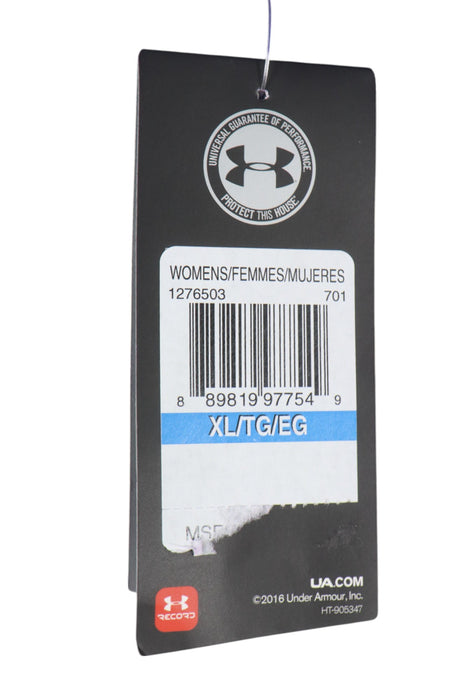 UNIVERSAL GUARANTEE OF PERFORMANCE
PROTECT THIS HOUSE
WOMENS/FEMMES/MUJERES
1276503 701
8 89819 97754 9
XL/TG/EG
UA.COM
©2016 Under Armour, Inc.
HT-905347
RECORD